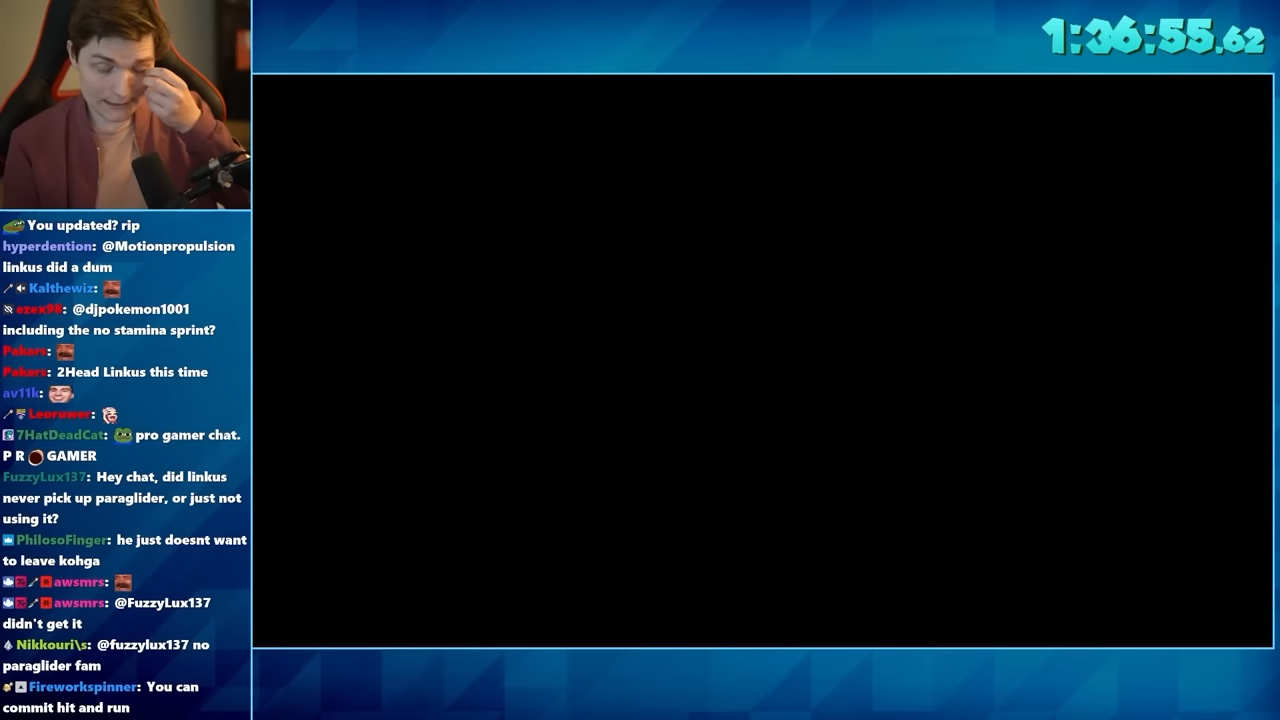 1:36:55.62
You updated? rip
hyperdention: @Motionpropulsion
linkus did a dum
Kalthewiz:
ezex98: @djpokemon1001
including the no stamina sprint?
Pakars:
Pakars: 2Head Linkus this time
av11k:
Leoruwer:
7HatDeadCat: pro gamer chat.
P R GAMER
FuzzyLux137: Hey chat, did linkus
never pick up paraglider, or just not
using it?
PhilosoFinger: he just doesnt want
to leave kohga
awsmrs:
awsmrs: @FuzzyLux137
didn't get it
Nikkouri\s: @fuzzylux137 no
paraglider fam
Fireworkspinner: You can
commit hit and run